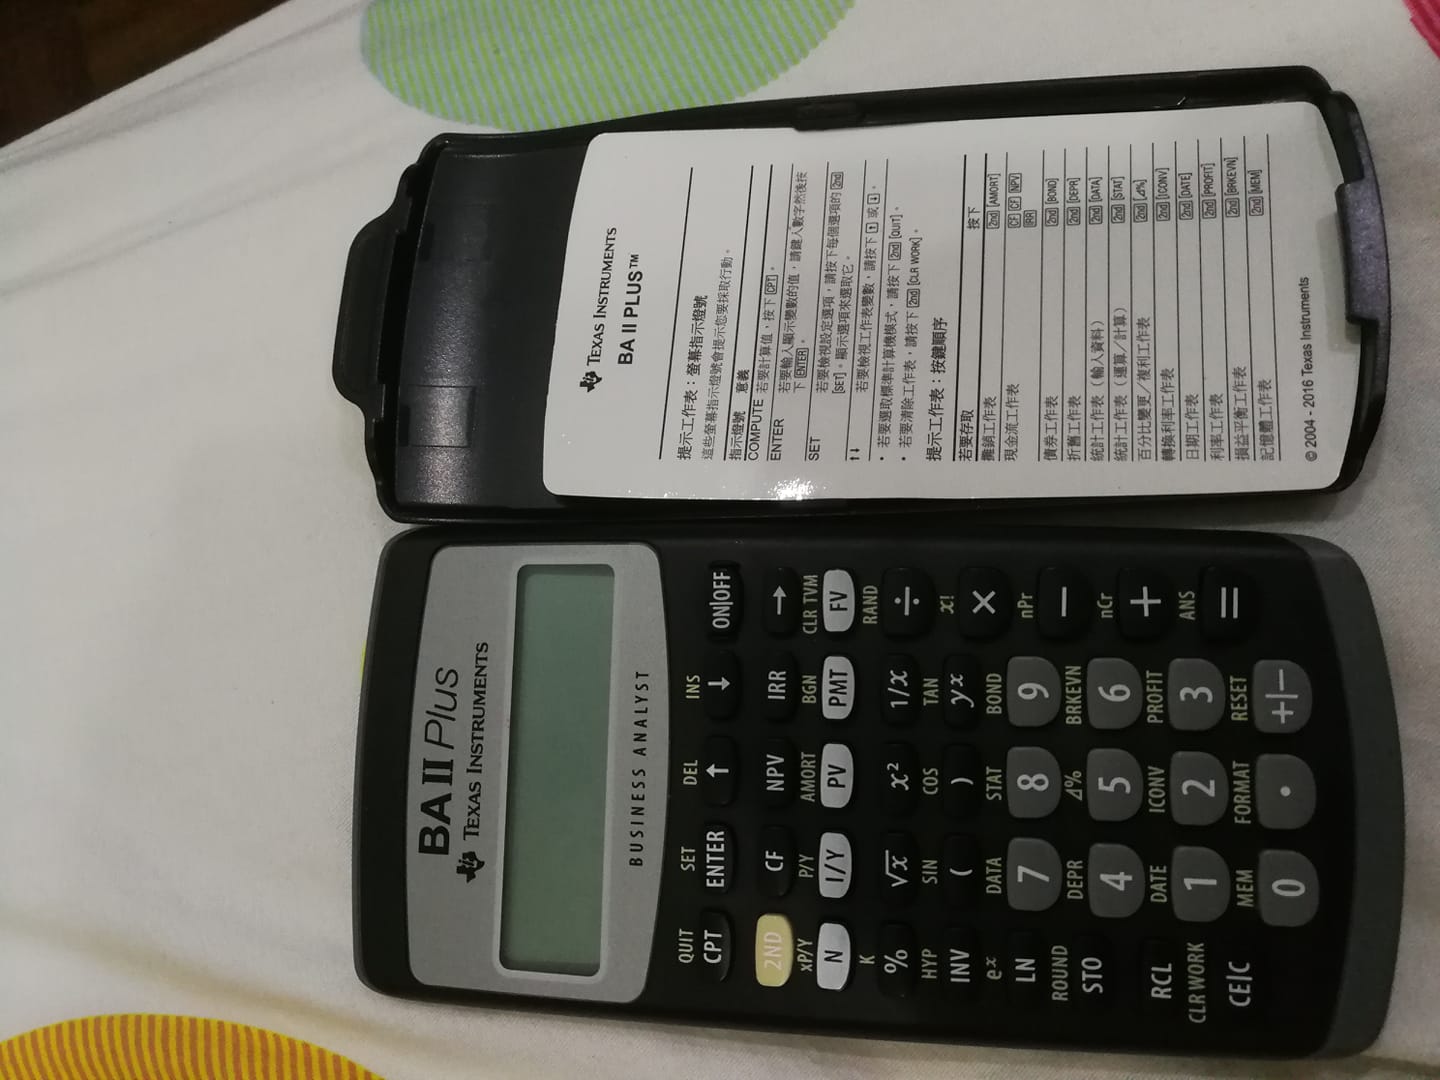 TEXAS INSTRUMENTS
BA II PLUS™
提示工作表：螢幕指示燈號
這些螢幕指示燈號會提示您要採取行動。
指示燈號 意義
COMPUTE 若要計算值，按下 CPT 。
ENTER 若要輸入顯示變數的值，請鍵入數字然後按
下 ENTER 。
SET 若要檢視設定選項，請按下每個選項的 2nd
[SET]。顯示選項來選取它。
↑↓ 若要檢視工作表變數，請按下 ↑ 或 ↓ 。
• 若要選取標準計算機模式，請按下 2nd [QUIT]。
• 若要清除工作表，請按下 2nd [CLR WORK]。
提示工作表：按鍵順序
若要存取 按下
攤銷工作表 2nd [AMORT]
現金流工作表 CF CF NPV
IRR
債券工作表 2nd [BOND]
折舊工作表 2nd [DEPR]
統計工作表（輸入資料） 2nd [DATA]
統計工作表（運算／計算） 2nd [STAT]
百分比變更／複利工作表 2nd [Δ%]
轉換利率工作表 2nd [ICONV]
日期工作表 2nd [DATE]
利率工作表 2nd [PROFIT]
損益平衡工作表 2nd [BRKEVN]
記憶體工作表 2nd [MEM]
© 2004 - 2016 Texas Instruments
BA II Plus
TEXAS INSTRUMENTS
BUSINESS ANALYST
QUIT SET DEL INS
CPT ENTER ↑ ↓ ON|OFF
2ND CF NPV IRR →
xP/Y P/Y AMORT BGN CLR TVM
N I/Y PV PMT FV
K RAND
% √x x² 1/x ÷
HYP SIN COS TAN x!
INV ( ) yˣ ×
eˣ DATA STAT BOND nPr
LN 7 8 9 −
ROUND DEPR Δ% BRKEVN nCr
STO 4 5 6 +
DATE ICONV PROFIT ANS
RCL 1 2 3 =
CLR WORK MEM FORMAT RESET
CE|C 0 . +|−